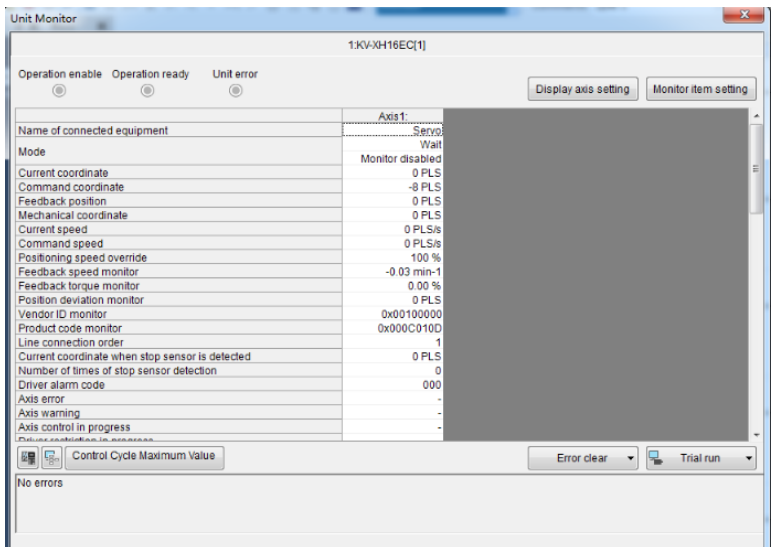 Unit Monitor
1:KV-XH16EC[1]
Operation enable Operation ready Unit error
Display axis setting Monitor item setting
Axis1:
Name of connected equipment Servo
Mode Wait
Monitor disabled
Current coordinate 0 PLS
Command coordinate -8 PLS
Feedback position 0 PLS
Mechanical coordinate 0 PLS
Current speed 0 PLS/s
Command speed 0 PLS/s
Positioning speed override 100 %
Feedback speed monitor -0.03 min-1
Feedback torque monitor 0.00 %
Position deviation monitor 0 PLS
Vendor ID monitor 0x00100000
Product code monitor 0x000C010D
Line connection order 1
Current coordinate when stop sensor is detected 0 PLS
Number of times of stop sensor detection 0
Driver alarm code 000
Axis error -
Axis warning -
Axis control in progress -
Driver restriction in progress
Control Cycle Maximum Value Error clear Trial run
No errors